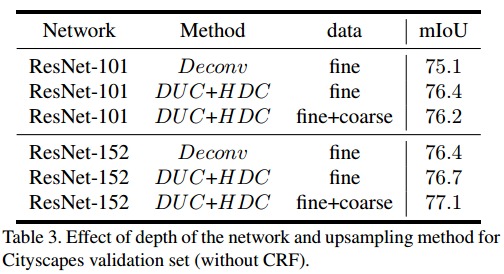 Network Method data mIoU
ResNet-101 Deconv fine 75.1
ResNet-101 DUC+HDC fine 76.4
ResNet-101 DUC+HDC fine+coarse 76.2
ResNet-152 Deconv fine 76.4
ResNet-152 DUC+HDC fine 76.7
ResNet-152 DUC+HDC fine+coarse 77.1
Table 3. Effect of depth of the network and upsampling method for
Cityscapes validation set (without CRF).